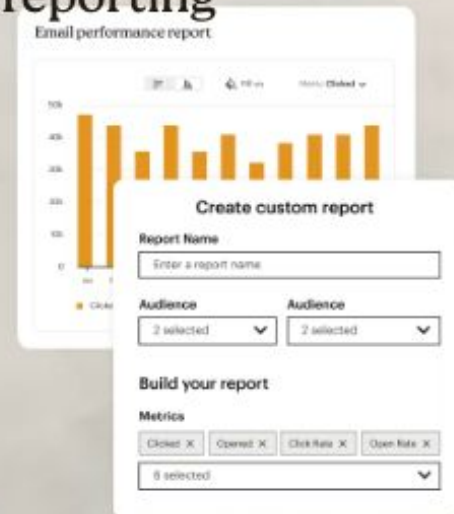 reporting
Email performance report
Clicked
50k
40k
30k
20k
10k
0
Create custom report
Report Name
Enter a report name
Audience Audience
2 selected 2 selected
Build your report
Metrics
Clicked X Opened X Click Rate X Open Rate X
6 selected